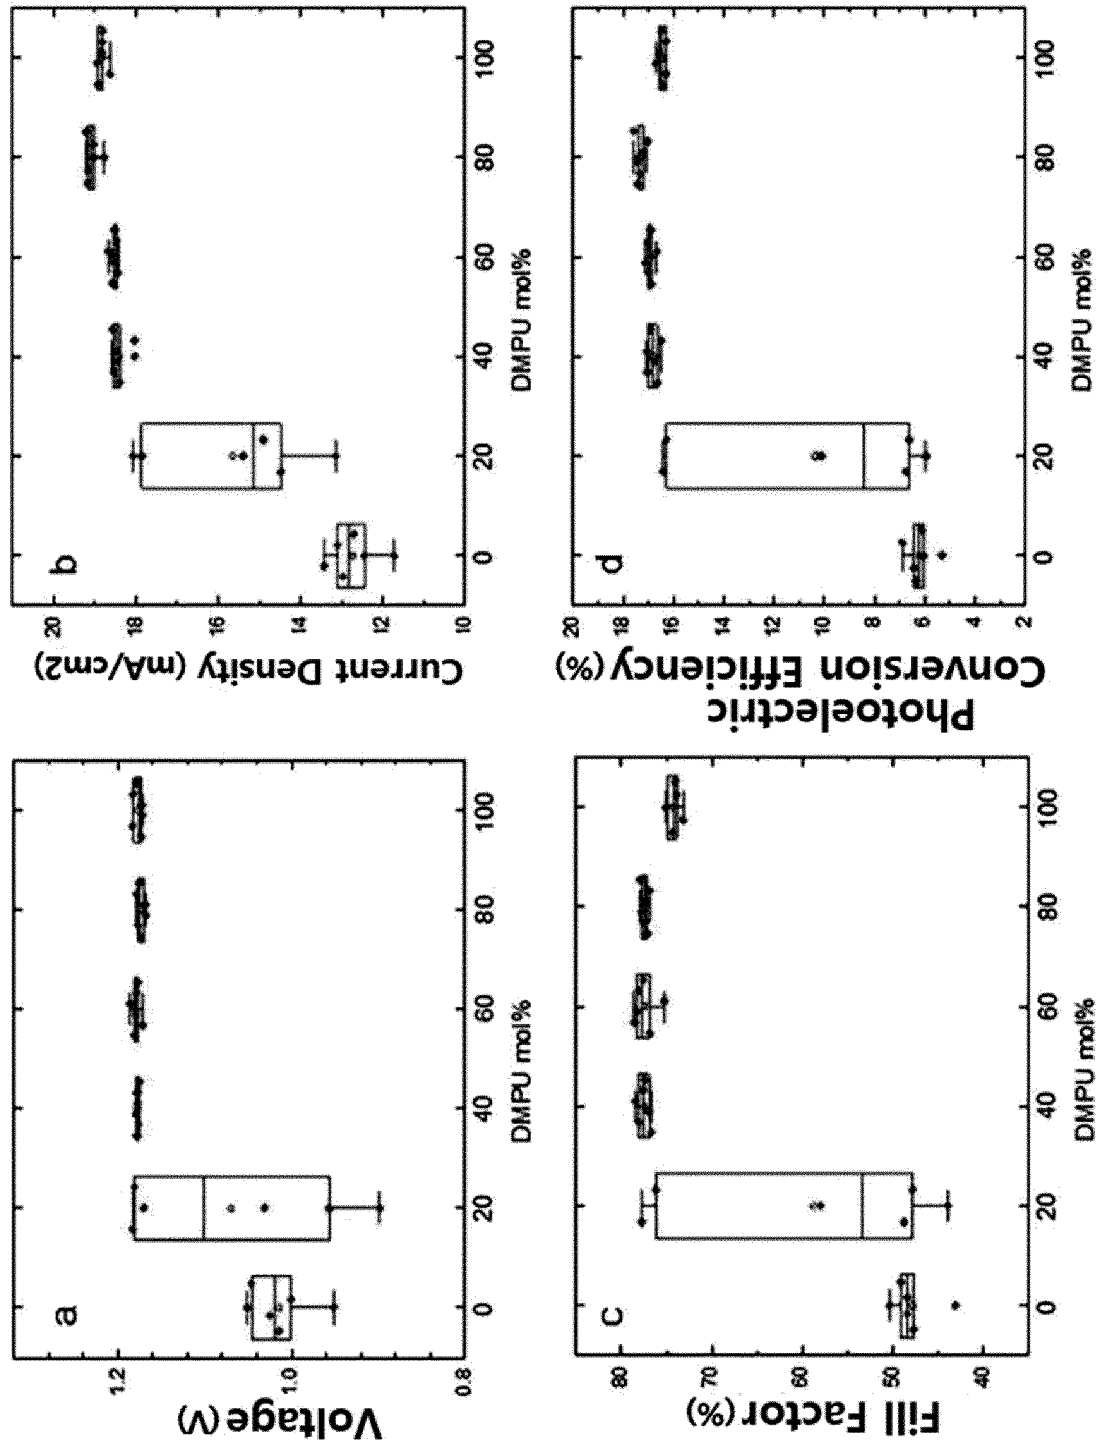 a
Voltage (V)
1.2
1.0
0.8
0 20 40 60 80 100
DMPU mol%
b
Current Density (mA/cm2)
20
18
16
14
12
10
0 20 40 60 80 100
DMPU mol%
c
Fill Factor (%)
80
70
60
50
40
0 20 40 60 80 100
DMPU mol%
d
Photoelectric
Conversion Efficiency (%)
20
18
16
14
12
10
8
6
4
2
0 20 40 60 80 100
DMPU mol%